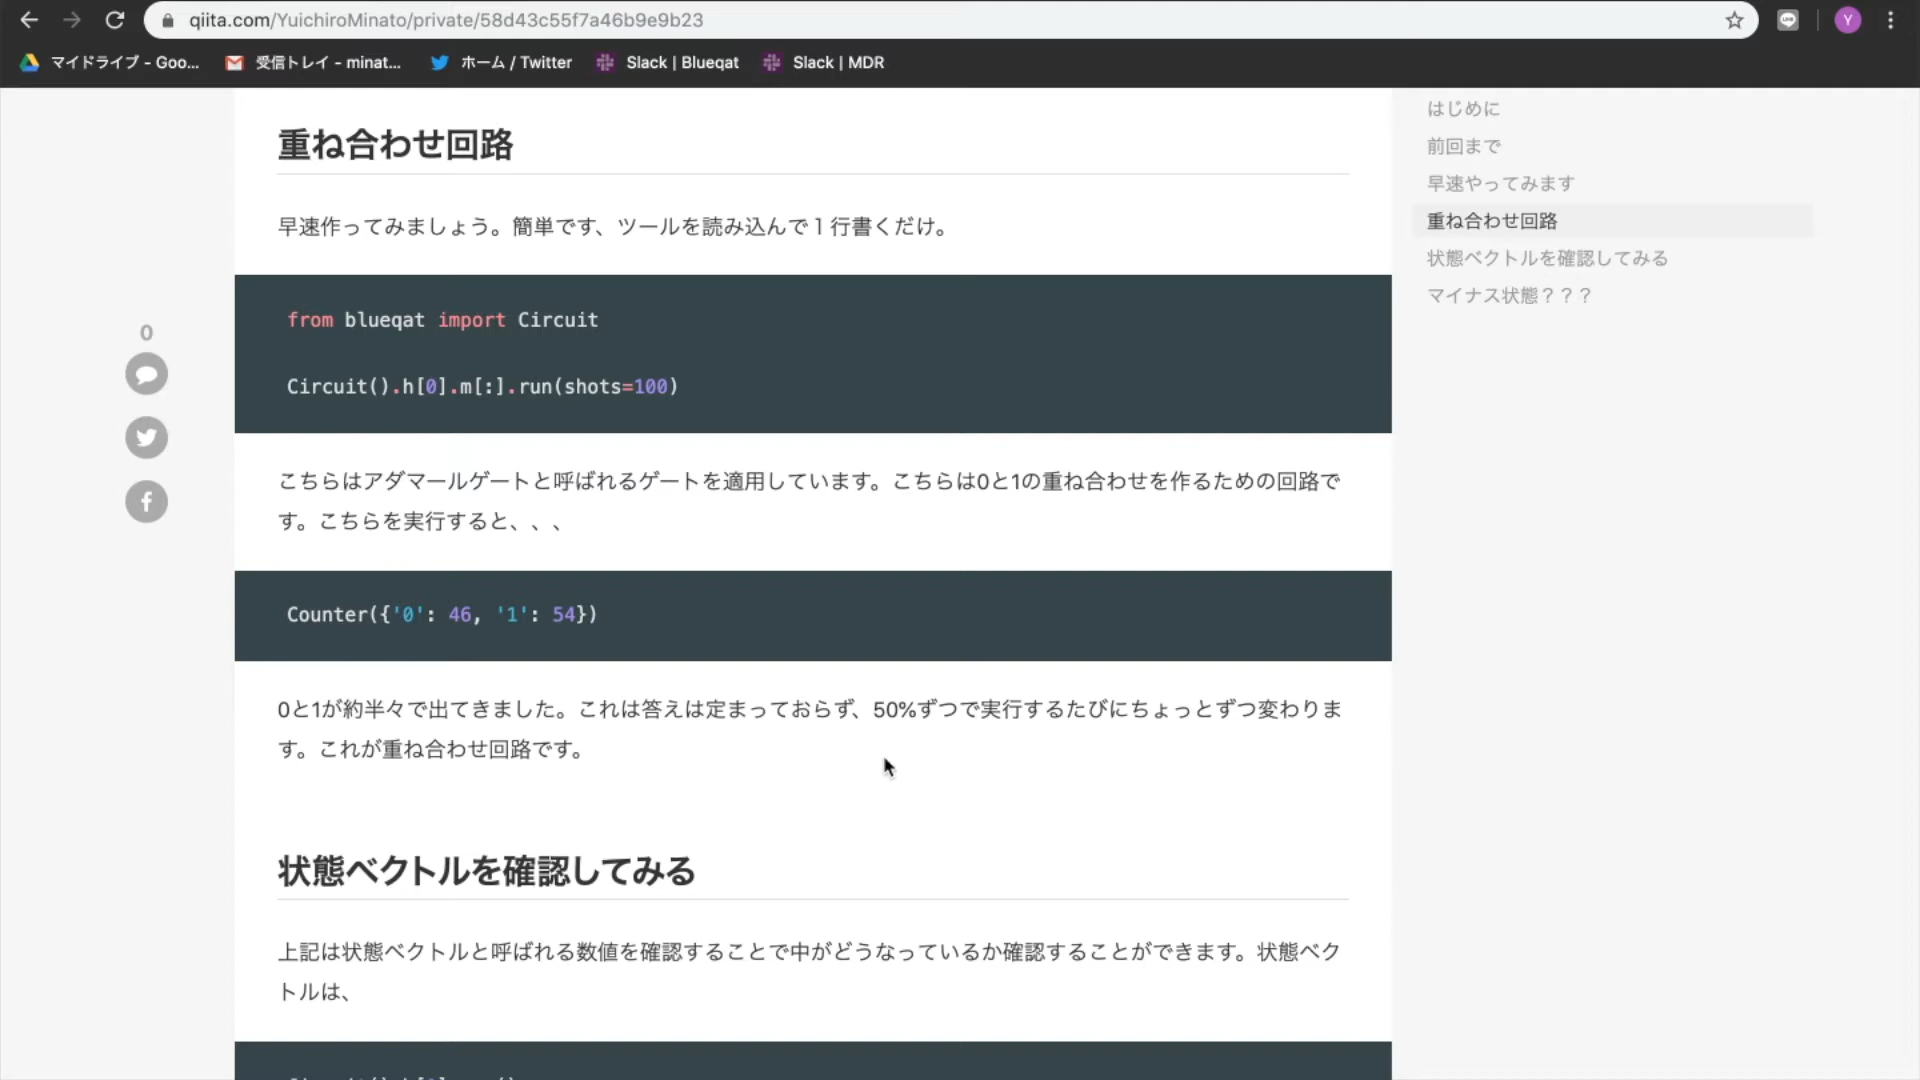 qiita.com/YuichiroMinato/private/58d43c55f7a46b9e9b23
Y
マイドライブ - Goo...
受信トレイ - minat...
ホーム / Twitter
Slack | Blueqat
Slack | MDR
重ね合わせ回路
早速作ってみましょう。簡単です、ツールを読み込んで１行書くだけ。
from blueqat import Circuit
Circuit().h[0].m[:].run(shots=100)
こちらはアダマールゲートと呼ばれるゲートを適用しています。こちらは0と1の重ね合わせを作るための回路で
す。こちらを実行すると、、、
Counter({'0': 46, '1': 54})
0と1が約半々で出てきました。これは答えは定まっておらず、50%ずつで実行するたびにちょっとずつ変わりま
す。これが重ね合わせ回路です。
状態ベクトルを確認してみる
上記は状態ベクトルと呼ばれる数値を確認することで中がどうなっているか確認することができます。状態ベク
トルは、
0
はじめに
前回まで
早速やってみます
重ね合わせ回路
状態ベクトルを確認してみる
マイナス状態？？？